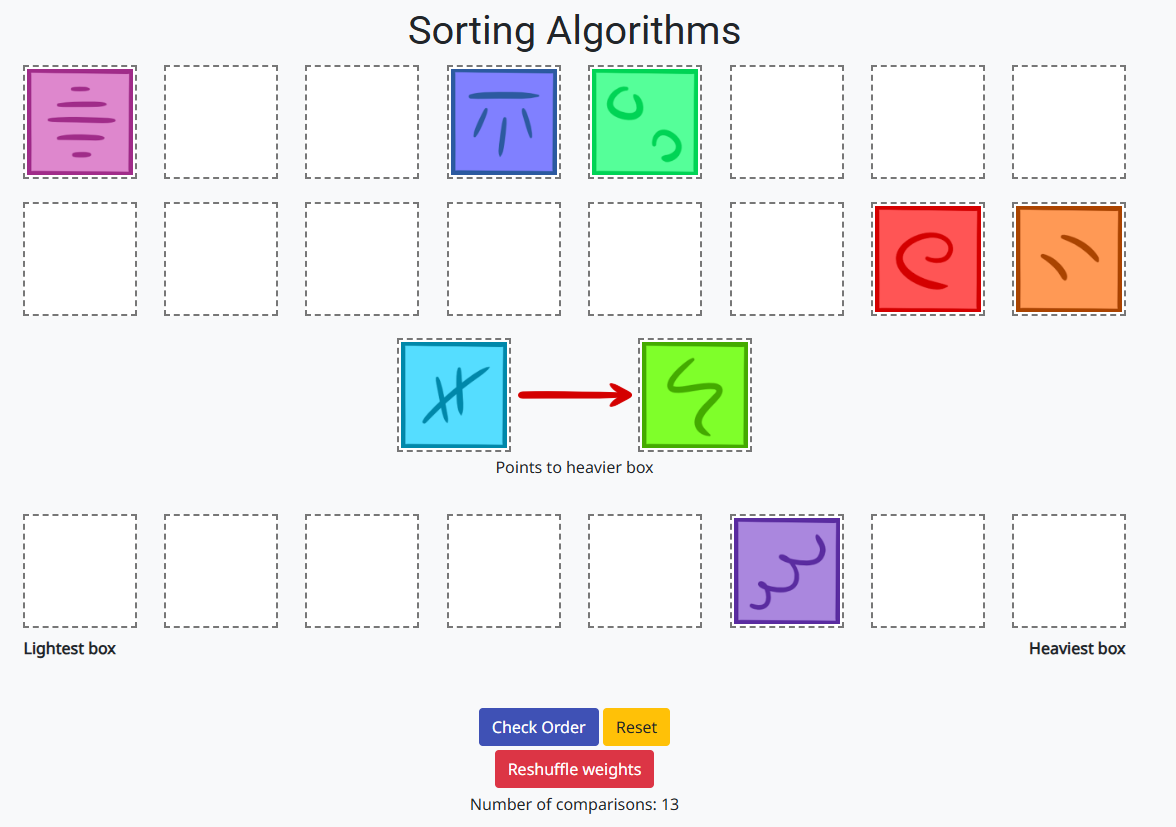 Sorting Algorithms
Points to heavier box
Lightest box
Heaviest box
Check Order
Reset
Reshuffle weights
Number of comparisons: 13